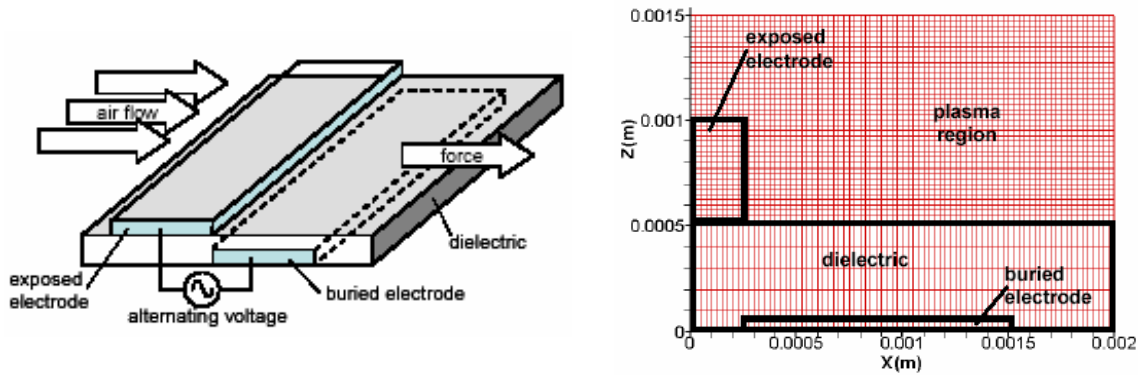 air flow
force
dielectric
exposed
electrode
buried electrode
alternating voltage
0.0015
exposed
electrode
plasma
region
0.001
Z(m)
0.0005
dielectric
buried
electrode
0
0
0.0005
0.001
0.0015
0.002
X(m)